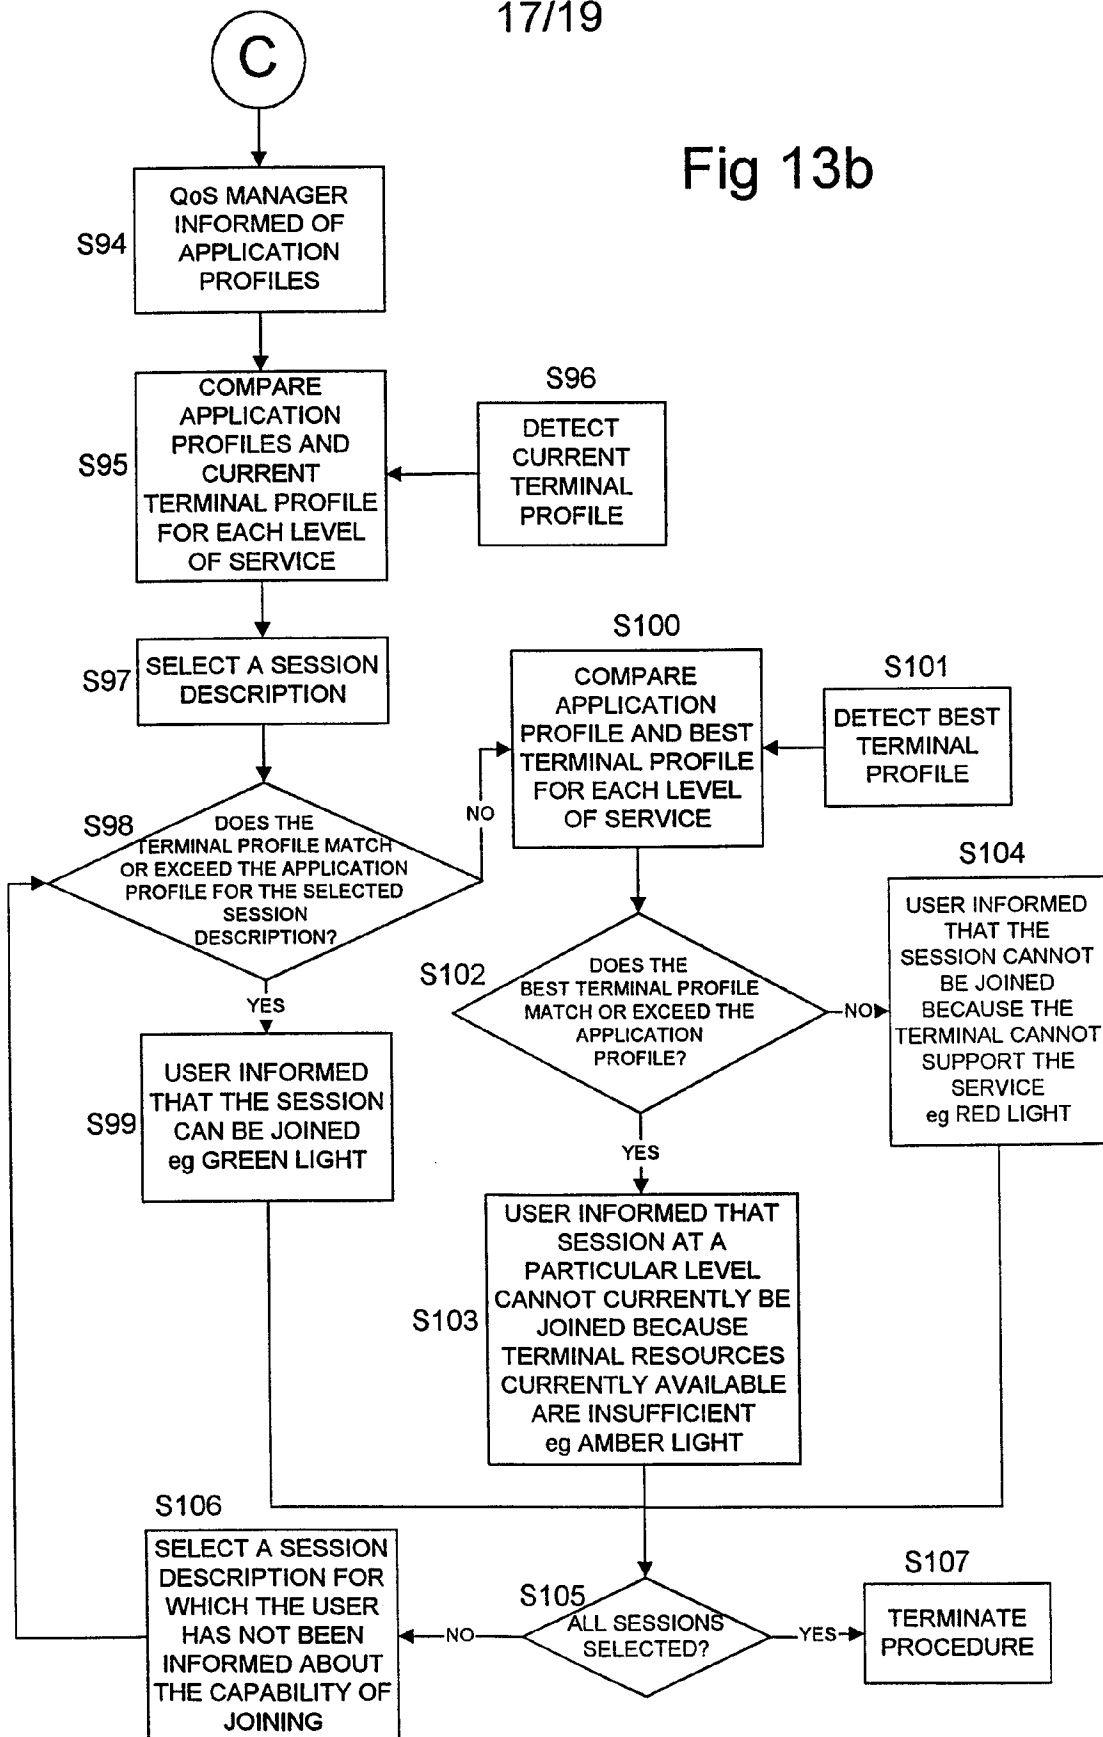 17/19
C
Fig 13b
S94
QoS MANAGER
INFORMED OF
APPLICATION
PROFILES
S95
COMPARE
APPLICATION
PROFILES AND
CURRENT
TERMINAL PROFILE
FOR EACH LEVEL
OF SERVICE
S96
DETECT
CURRENT
TERMINAL
PROFILE
S97
SELECT A SESSION
DESCRIPTION
S98
DOES THE
TERMINAL PROFILE MATCH
OR EXCEED THE APPLICATION
PROFILE FOR THE SELECTED
SESSION
DESCRIPTION?
NO
YES
S99
USER INFORMED
THAT THE SESSION
CAN BE JOINED
eg GREEN LIGHT
S100
COMPARE
APPLICATION
PROFILE AND BEST
TERMINAL PROFILE
FOR EACH LEVEL
OF SERVICE
S101
DETECT BEST
TERMINAL
PROFILE
S102
DOES THE
BEST TERMINAL PROFILE
MATCH OR EXCEED THE
APPLICATION
PROFILE?
NO
YES
S104
USER INFORMED
THAT THE
SESSION CANNOT
BE JOINED
BECAUSE THE
TERMINAL CANNOT
SUPPORT THE
SERVICE
eg RED LIGHT
S103
USER INFORMED THAT
SESSION AT A
PARTICULAR LEVEL
CANNOT CURRENTLY BE
JOINED BECAUSE
TERMINAL RESOURCES
CURRENTLY AVAILABLE
ARE INSUFFICIENT
eg AMBER LIGHT
S105
ALL SESSIONS
SELECTED?
NO
YES
S106
SELECT A SESSION
DESCRIPTION FOR
WHICH THE USER
HAS NOT BEEN
INFORMED ABOUT
THE CAPABILITY OF
JOINING
S107
TERMINATE
PROCEDURE